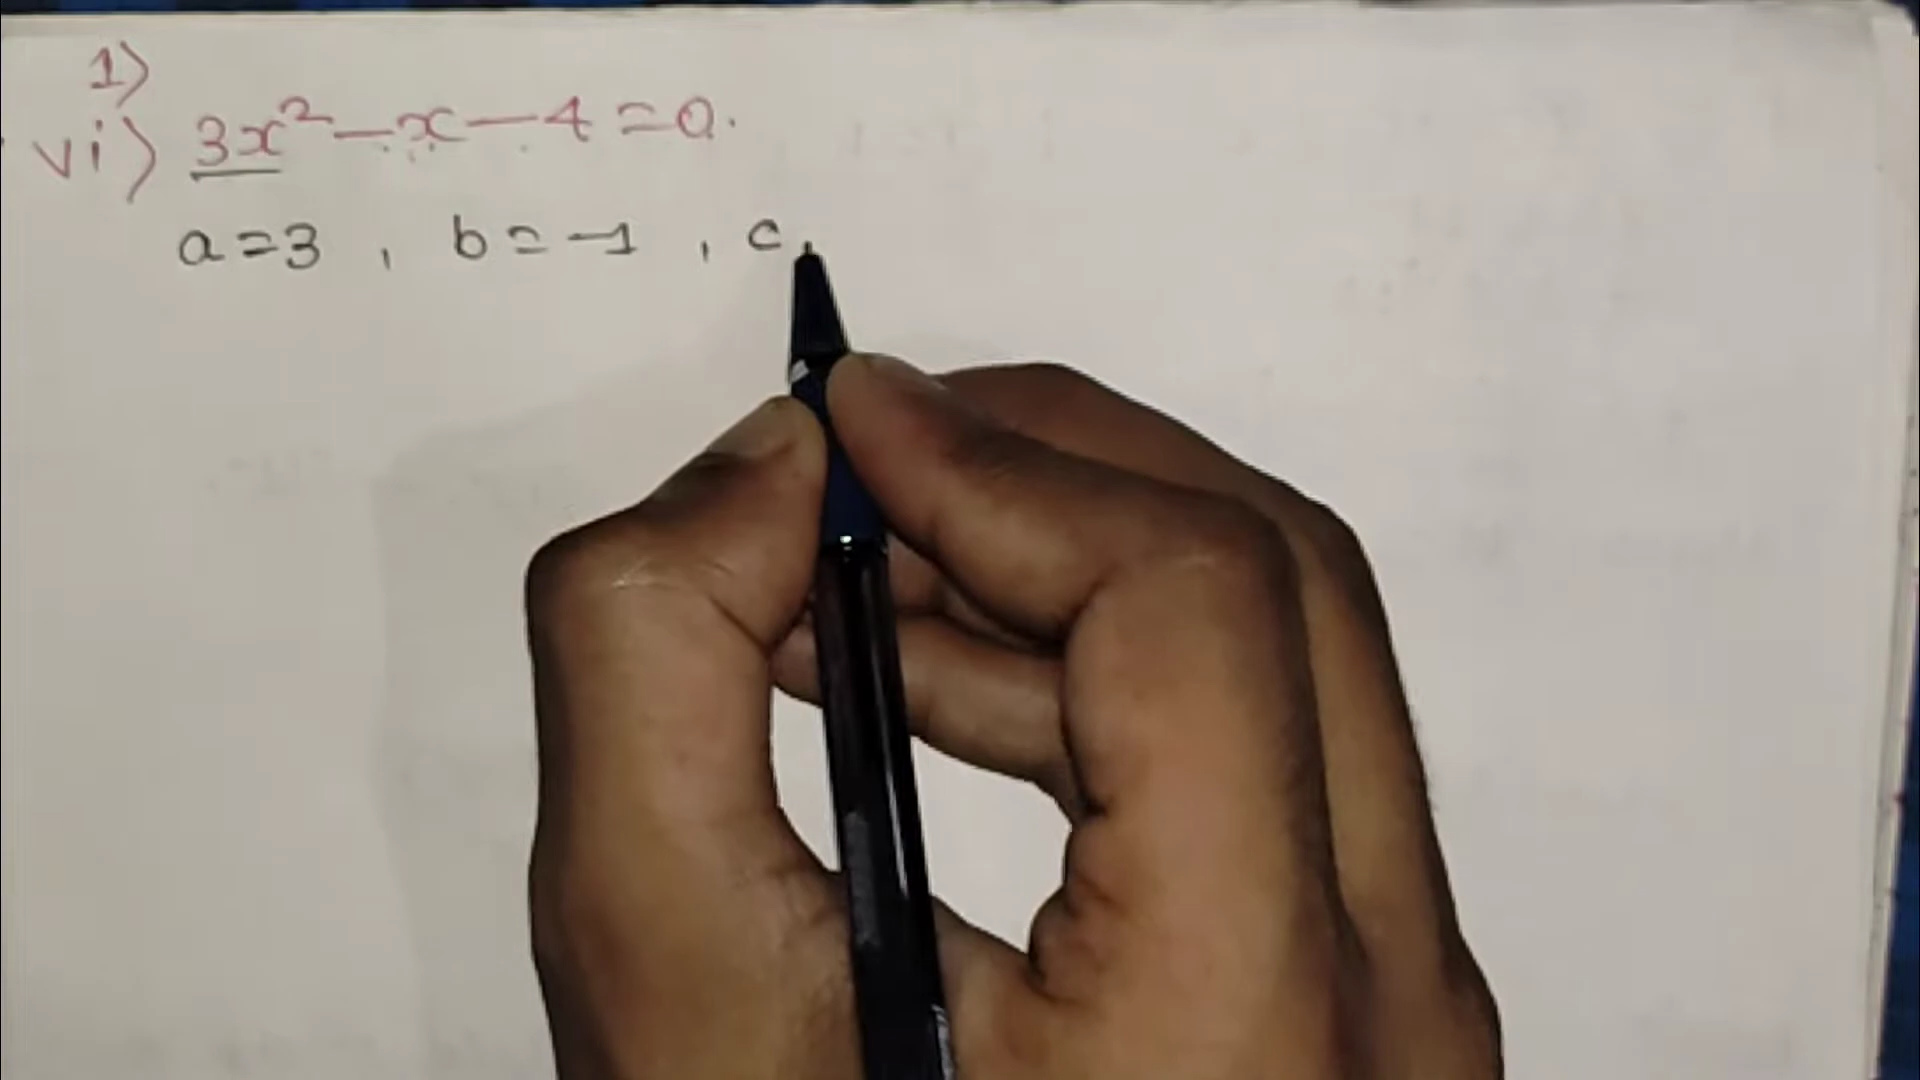 1)
vi) 3x² - x - 4 = 0.
a = 3 , b = -1 , c